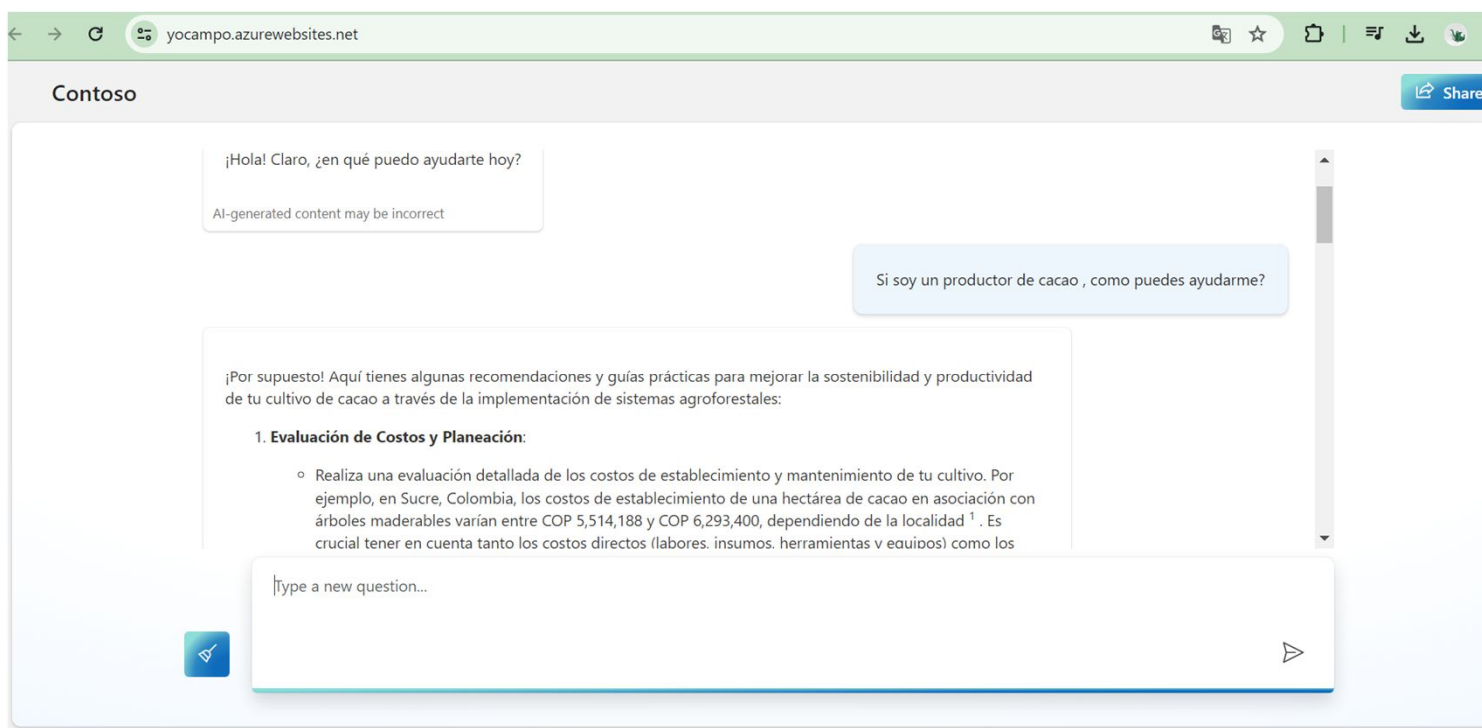 yocampo.azurewebsites.net
Contoso
Share
¡Hola! Claro, ¿en qué puedo ayudarte hoy?
AI-generated content may be incorrect
Si soy un productor de cacao , como puedes ayudarme?
¡Por supuesto! Aquí tienes algunas recomendaciones y guías prácticas para mejorar la sostenibilidad y productividad
de tu cultivo de cacao a través de la implementación de sistemas agroforestales:
1. Evaluación de Costos y Planeación:
Realiza una evaluación detallada de los costos de establecimiento y mantenimiento de tu cultivo. Por
ejemplo, en Sucre, Colombia, los costos de establecimiento de una hectárea de cacao en asociación con
árboles maderables varían entre COP 5,514,188 y COP 6,293,400, dependiendo de la localidad 1 . Es
crucial tener en cuenta tanto los costos directos (labores, insumos, herramientas y equipos) como los
Type a new question...